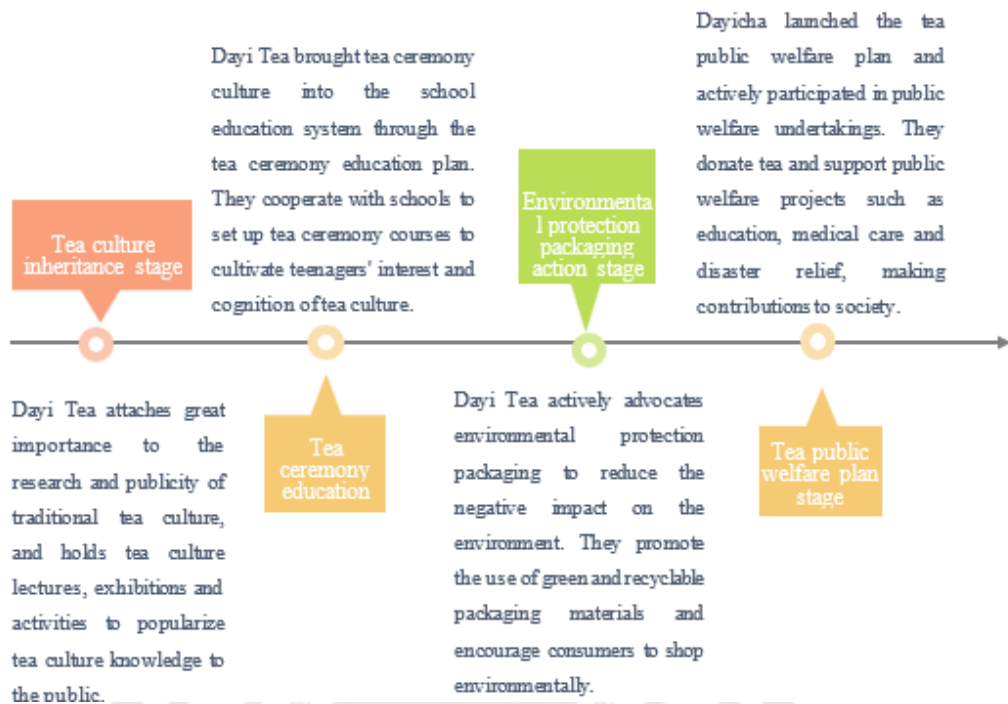 Tea culture
inheritance stage
Dayi Tea attaches great
importance to the
research and publicity of
traditional tea culture,
and holds tea culture
lectures, exhibitions and
activities to popularize
tea culture knowledge to
the public.
Dayi Tea brought tea ceremony
culture into the school
education system through the
tea ceremony education plan.
They cooperate with schools to
set up tea ceremony courses to
cultivate teenagers' interest and
cognition of tea culture.
Tea
ceremony
education
Environmenta
l protection
packaging
action stage
Dayi Tea actively advocates
environmental protection
packaging to reduce the
negative impact on the
environment. They promote
the use of green and recyclable
packaging materials and
encourage consumers to shop
environmentally.
Dayicha launched the tea
public welfare plan and
actively participated in public
welfare undertakings. They
donate tea and support public
welfare projects such as
education, medical care and
disaster relief, making
contributions to society.
Tea public
welfare plan
stage